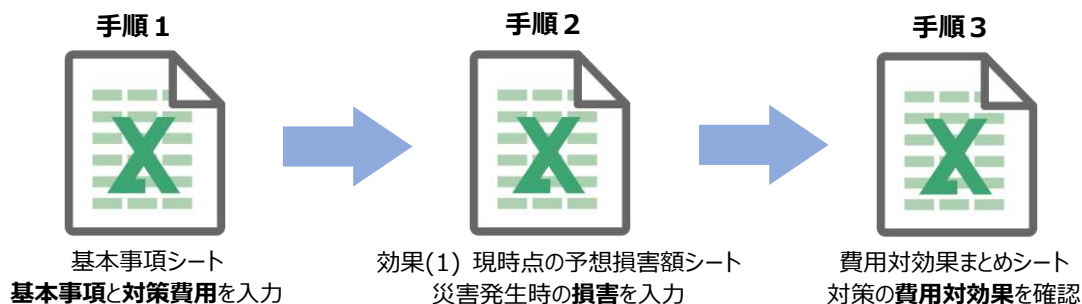 手順1
手順2
手順3
基本事項シート
基本事項と対策費用を入力
効果(1) 現時点の予想損害額シート
災害発生時の損害を入力
費用対効果まとめシート
対策の費用対効果を確認